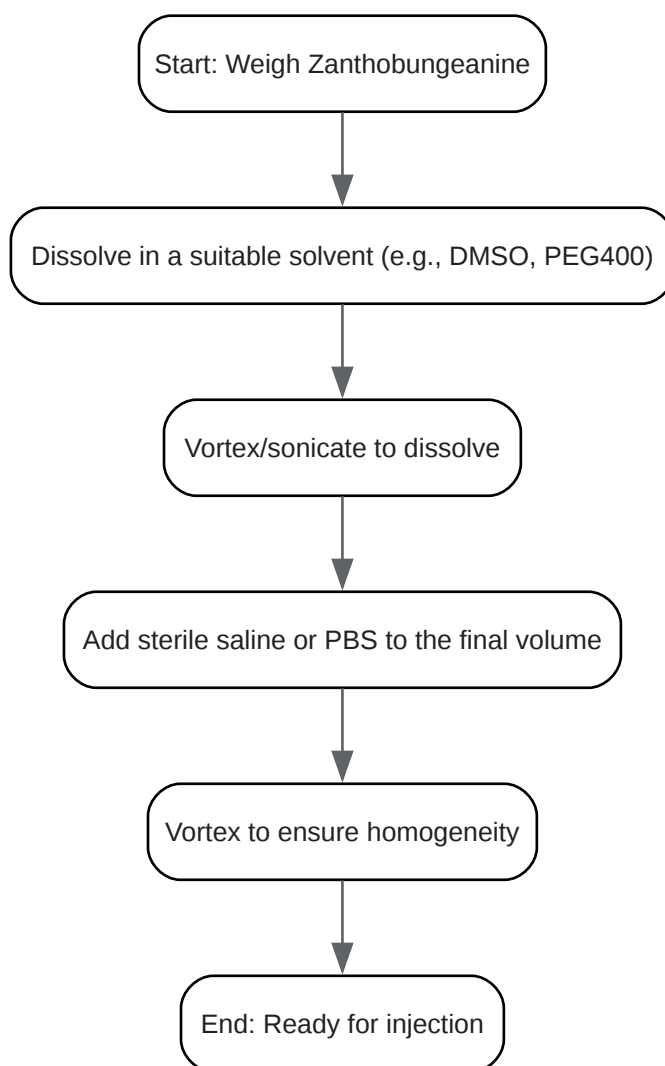 Start: Weigh Zanthobungeanine
Dissolve in a suitable solvent (e.g., DMSO, PEG400)
Vortex/sonicate to dissolve
Add sterile saline or PBS to the final volume
Vortex to ensure homogeneity
End: Ready for injection